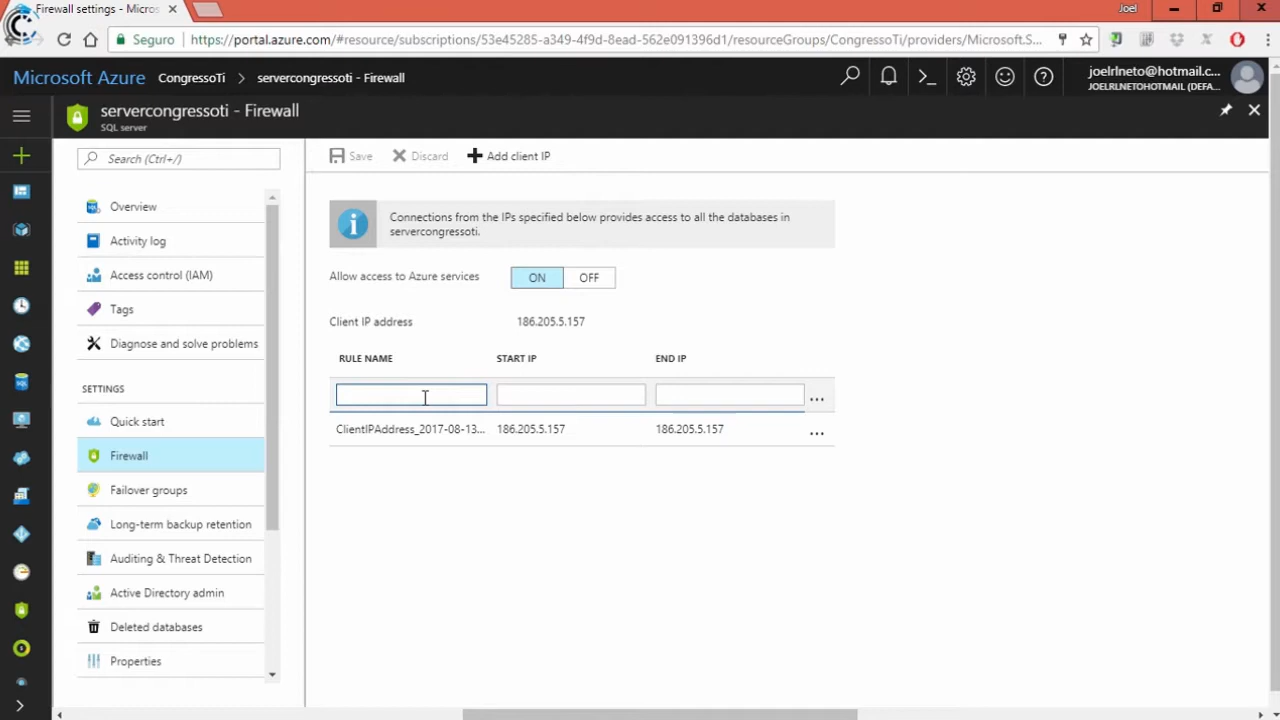 Firewall settings - Micros
Joel
Seguro
https://portal.azure.com/#resource/subscriptions/53e45285-a349-4f9d-8ead-562e091396d1/resourceGroups/CongressoTi/providers/Microsoft.S...
Microsoft Azure CongressoTi servercongressoti - Firewall
joelrlneto@hotmail.c...
JOELRLNETOHOTMAIL (DEFA...
servercongressoti - Firewall
SQL server
Search (Ctrl+/)
Save Discard Add client IP
Overview
Activity log
Access control (IAM)
Tags
Diagnose and solve problems
SETTINGS
Quick start
Firewall
Failover groups
Long-term backup retention
Auditing & Threat Detection
Active Directory admin
Deleted databases
Properties
Connections from the IPs specified below provides access to all the databases in
servercongressoti.
Allow access to Azure services ON OFF
Client IP address 186.205.5.157
RULE NAME START IP END IP
...
ClientIPAddress_2017-08-13... 186.205.5.157 186.205.5.157 ...